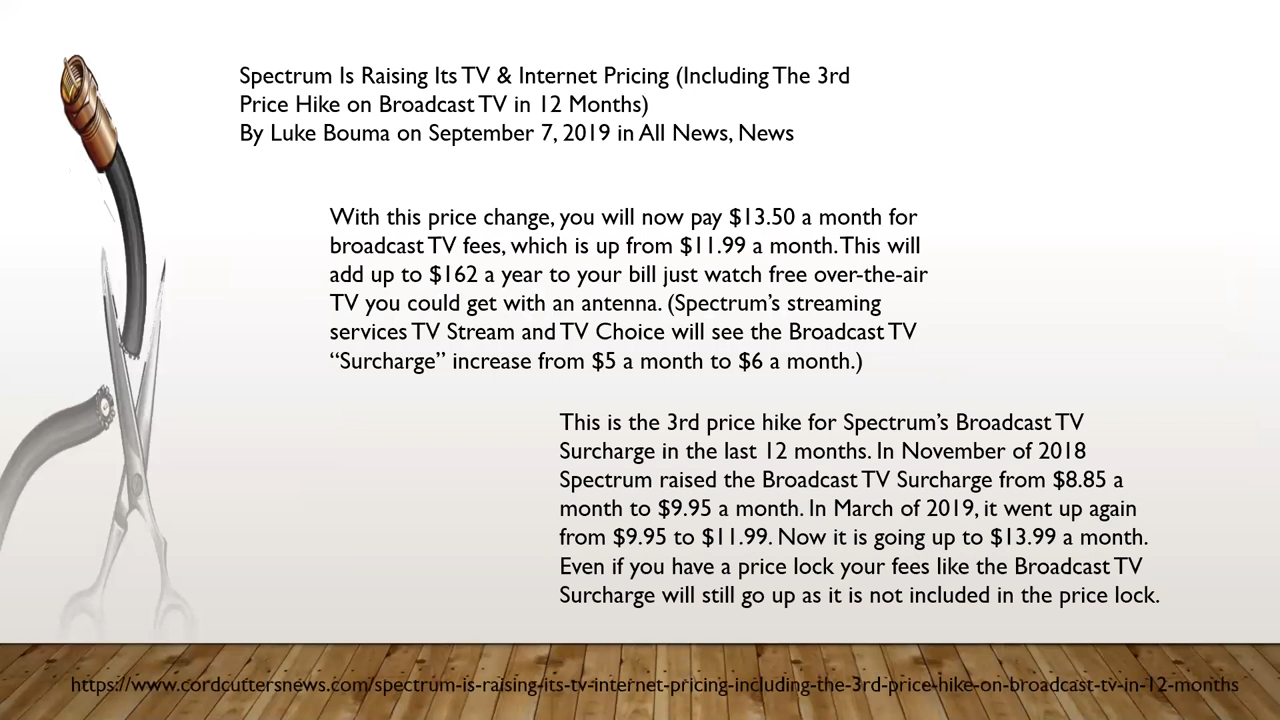 Spectrum Is Raising Its TV & Internet Pricing (Including The 3rd
Price Hike on Broadcast TV in 12 Months)
By Luke Bouma on September 7, 2019 in All News, News
With this price change, you will now pay $13.50 a month for
broadcast TV fees, which is up from $11.99 a month. This will
add up to $162 a year to your bill just watch free over-the-air
TV you could get with an antenna. (Spectrum’s streaming
services TV Stream and TV Choice will see the Broadcast TV
“Surcharge” increase from $5 a month to $6 a month.)
This is the 3rd price hike for Spectrum’s Broadcast TV
Surcharge in the last 12 months. In November of 2018
Spectrum raised the Broadcast TV Surcharge from $8.85 a
month to $9.95 a month. In March of 2019, it went up again
from $9.95 to $11.99. Now it is going up to $13.99 a month.
Even if you have a price lock your fees like the Broadcast TV
Surcharge will still go up as it is not included in the price lock.
https://www.cordcuttersnews.com/spectrum-is-raising-its-tv-internet-pricing-including-the-3rd-price-hike-on-broadcast-tv-in-12-months